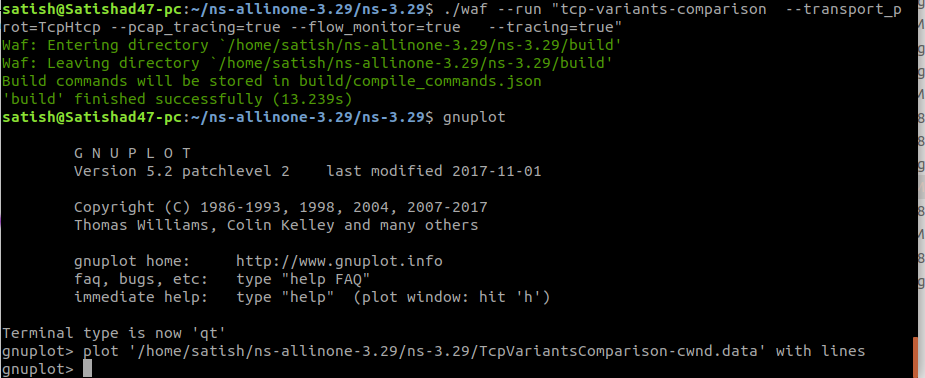 satish@Satishad47-pc:~/ns-allinone-3.29/ns-3.29$ ./waf --run "tcp-variants-comparison  --transport_p
rot=TcpHtcp --pcap_tracing=true --flow_monitor=true   --tracing=true"
Waf: Entering directory `/home/satish/ns-allinone-3.29/ns-3.29/build'
Waf: Leaving directory `/home/satish/ns-allinone-3.29/ns-3.29/build'
Build commands will be stored in build/compile_commands.json
'build' finished successfully (13.239s)
satish@Satishad47-pc:~/ns-allinone-3.29/ns-3.29$ gnuplot
G N U P L O T
Version 5.2 patchlevel 2    last modified 2017-11-01
Copyright (C) 1986-1993, 1998, 2004, 2007-2017
Thomas Williams, Colin Kelley and many others
gnuplot home:     http://www.gnuplot.info
faq, bugs, etc:   type "help FAQ"
immediate help:   type "help"  (plot window: hit 'h')
Terminal type is now 'qt'
gnuplot> plot '/home/satish/ns-allinone-3.29/ns-3.29/TcpVariantsComparison-cwnd.data' with lines
gnuplot>